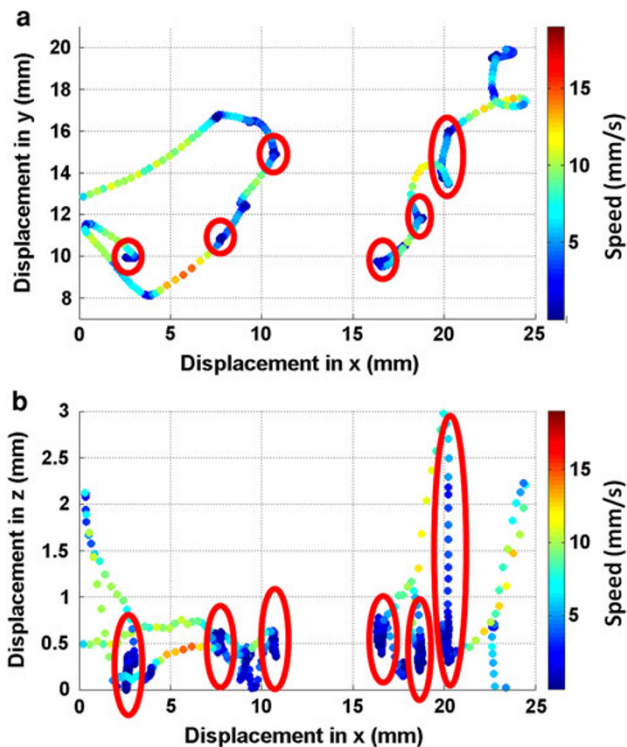 a
20
18
16
14
12
10
8
Displacement in y (mm)
0 5 10 15 20 25
Displacement in x (mm)
15
10
5
Speed (mm/s)
b
3
2.5
2
1.5
1
0.5
0
Displacement in z (mm)
0 5 10 15 20 25
Displacement in x (mm)
15
10
5
Speed (mm/s)